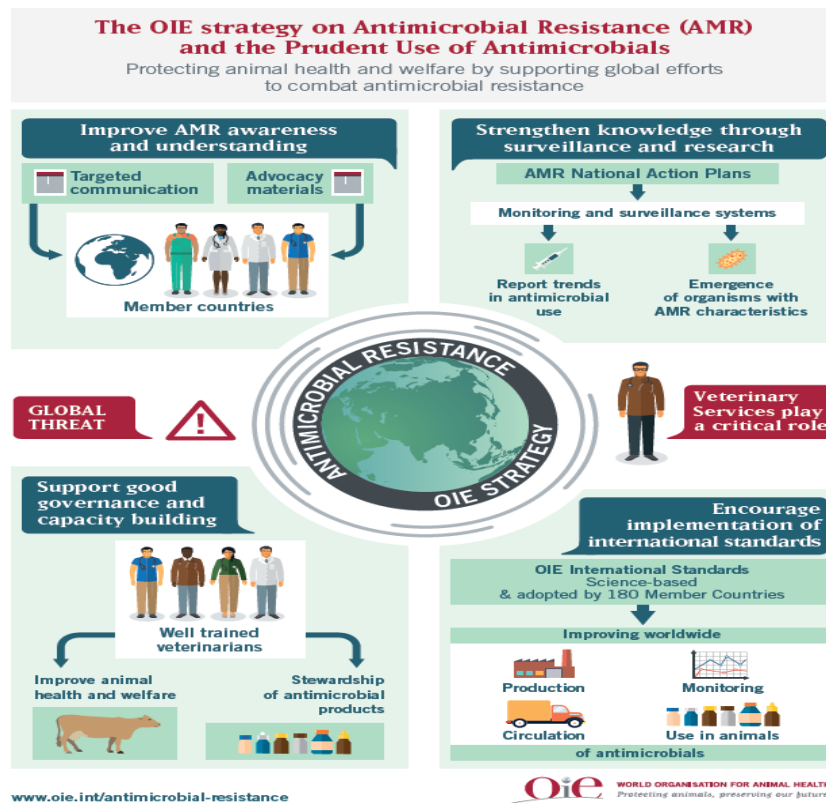 The OIE strategy on Antimicrobial Resistance (AMR)
and the Prudent Use of Antimicrobials
Protecting animal health and welfare by supporting global efforts
to combat antimicrobial resistance
Improve AMR awareness
and understanding
Targeted
communication
Advocacy
materials
Member countries
Strengthen knowledge through
surveillance and research
AMR National Action Plans
Monitoring and surveillance systems
Report trends
in antimicrobial
use
Emergence
of organisms with
AMR characteristics
GLOBAL
THREAT
ANTIMICROBIAL RESISTANCE
OIE STRATEGY
Veterinary
Services play
a critical role
Support good
governance and
capacity building
Well trained
veterinarians
Improve animal
health and welfare
Stewardship
of antimicrobial
products
Encourage
implementation of
international standards
OIE International Standards
Science-based
& adopted by 180 Member Countries
Improving worldwide
Production
Monitoring
Circulation
Use in animals
of antimicrobials
www.oie.int/antimicrobial-resistance
Oie
WORLD ORGANISATION FOR ANIMAL HEALTH
Protecting animals, preserving our future